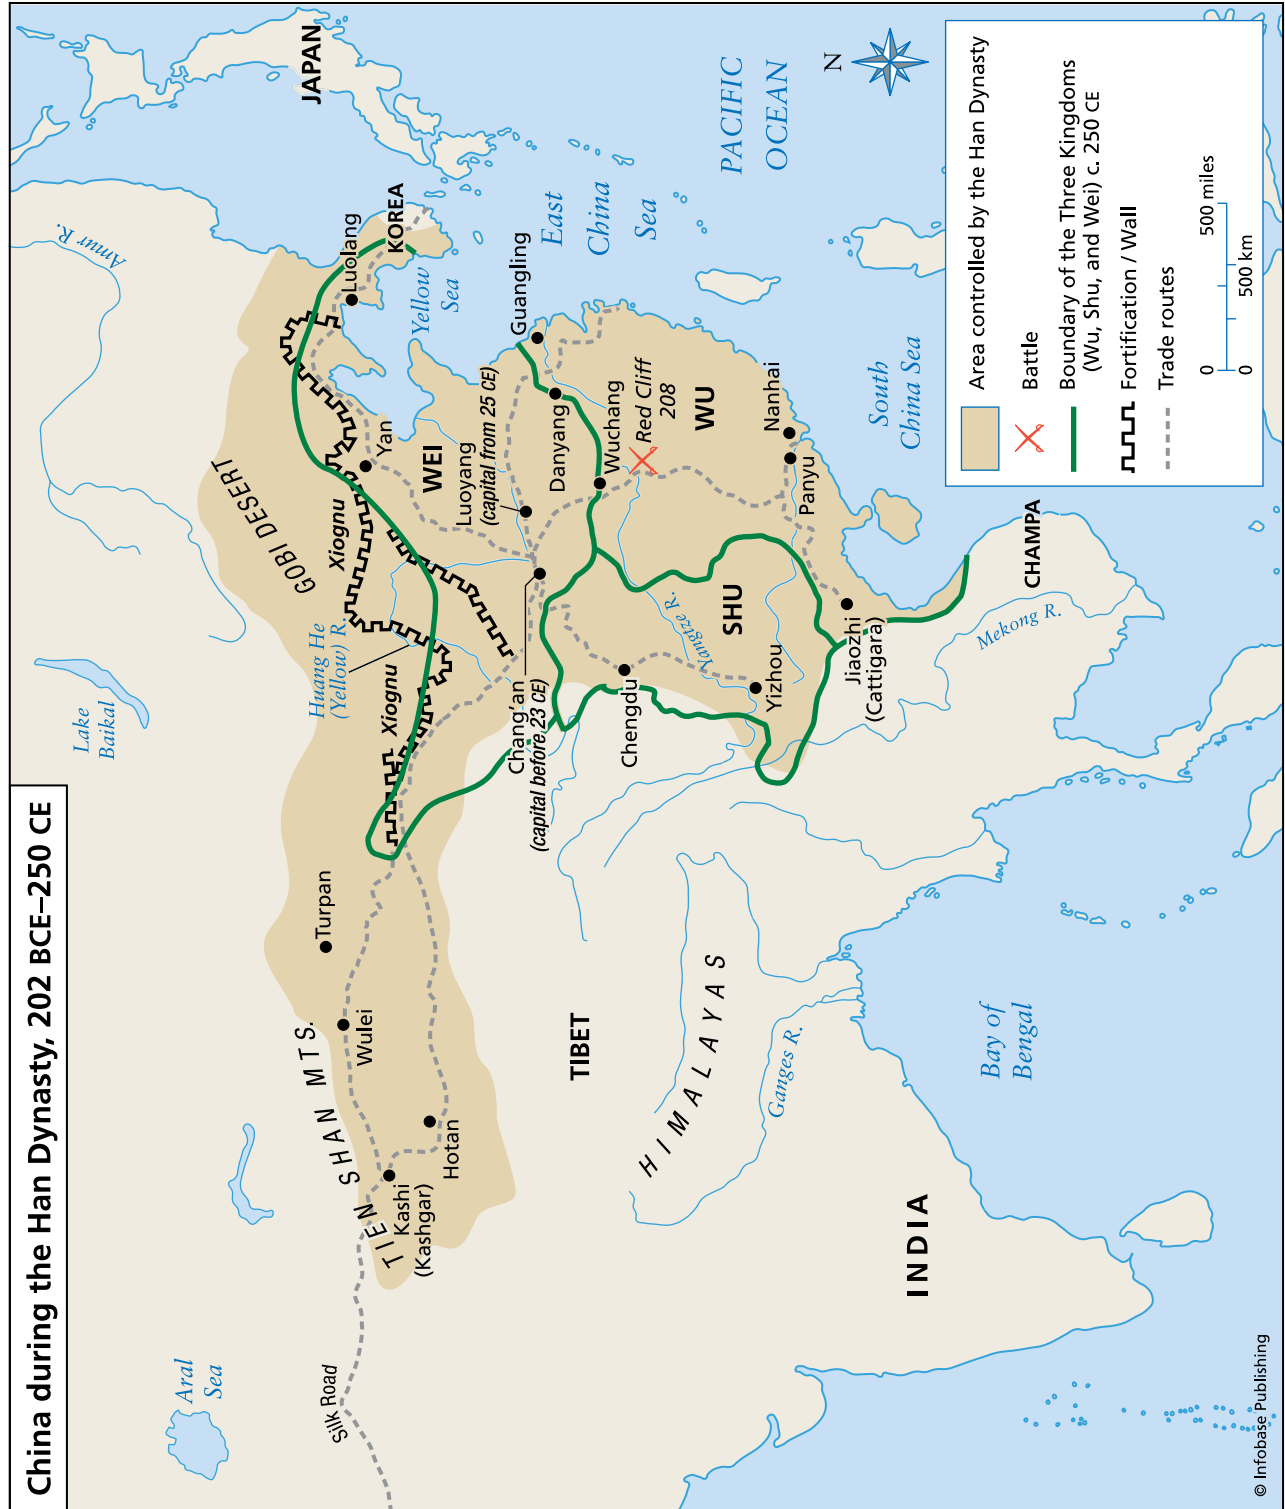 China during the Han Dynasty, 202 BCE–250 CE
Aral
Sea
Silk Road
Lake
Baikal
Amur R.
JAPAN
TIEN SHAN MTS.
Kashi
(Kashgar)
Hotan
Wulei
Turpan
GOBI DESERT
Xiognu
Xiognu
Huang He
(Yellow) R.
Yan
Luolang
KOREA
Yellow
Sea
WEI
Luoyang
(capital from 25 CE)
Chang'an
(capital before 23 CE)
Guangling
Danyang
Wuchang
Red Cliff
208
East
China
Sea
PACIFIC
OCEAN
WU
SHU
Chengdu
Yangtze R.
Yizhou
Nanhai
Panyu
Jiaozhi
(Cattigara)
South
China Sea
CHAMPA
Mekong R.
TIBET
HIMALAYAS
Ganges R.
INDIA
Bay of
Bengal
N
Area controlled by the Han Dynasty
Battle
Boundary of the Three Kingdoms
(Wu, Shu, and Wei) c. 250 CE
Fortification / Wall
Trade routes
0 500 miles
0 500 km
© Infobase Publishing